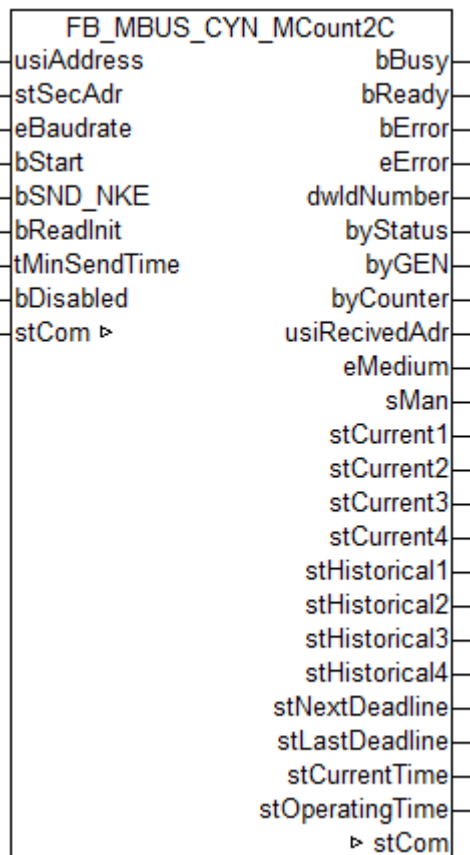 FB_MBUS_CYN_MCount2C
usiAddress bBusy
stSecAdr bReady
eBaudrate bError
bStart eError
bSND_NKE dwIdNumber
bReadInit byStatus
tMinSendTime byGEN
bDisabled byCounter
stCom ▹ usiRecivedAdr
eMedium
sMan
stCurrent1
stCurrent2
stCurrent3
stCurrent4
stHistorical1
stHistorical2
stHistorical3
stHistorical4
stNextDeadline
stLastDeadline
stCurrentTime
stOperatingTime
▹ stCom